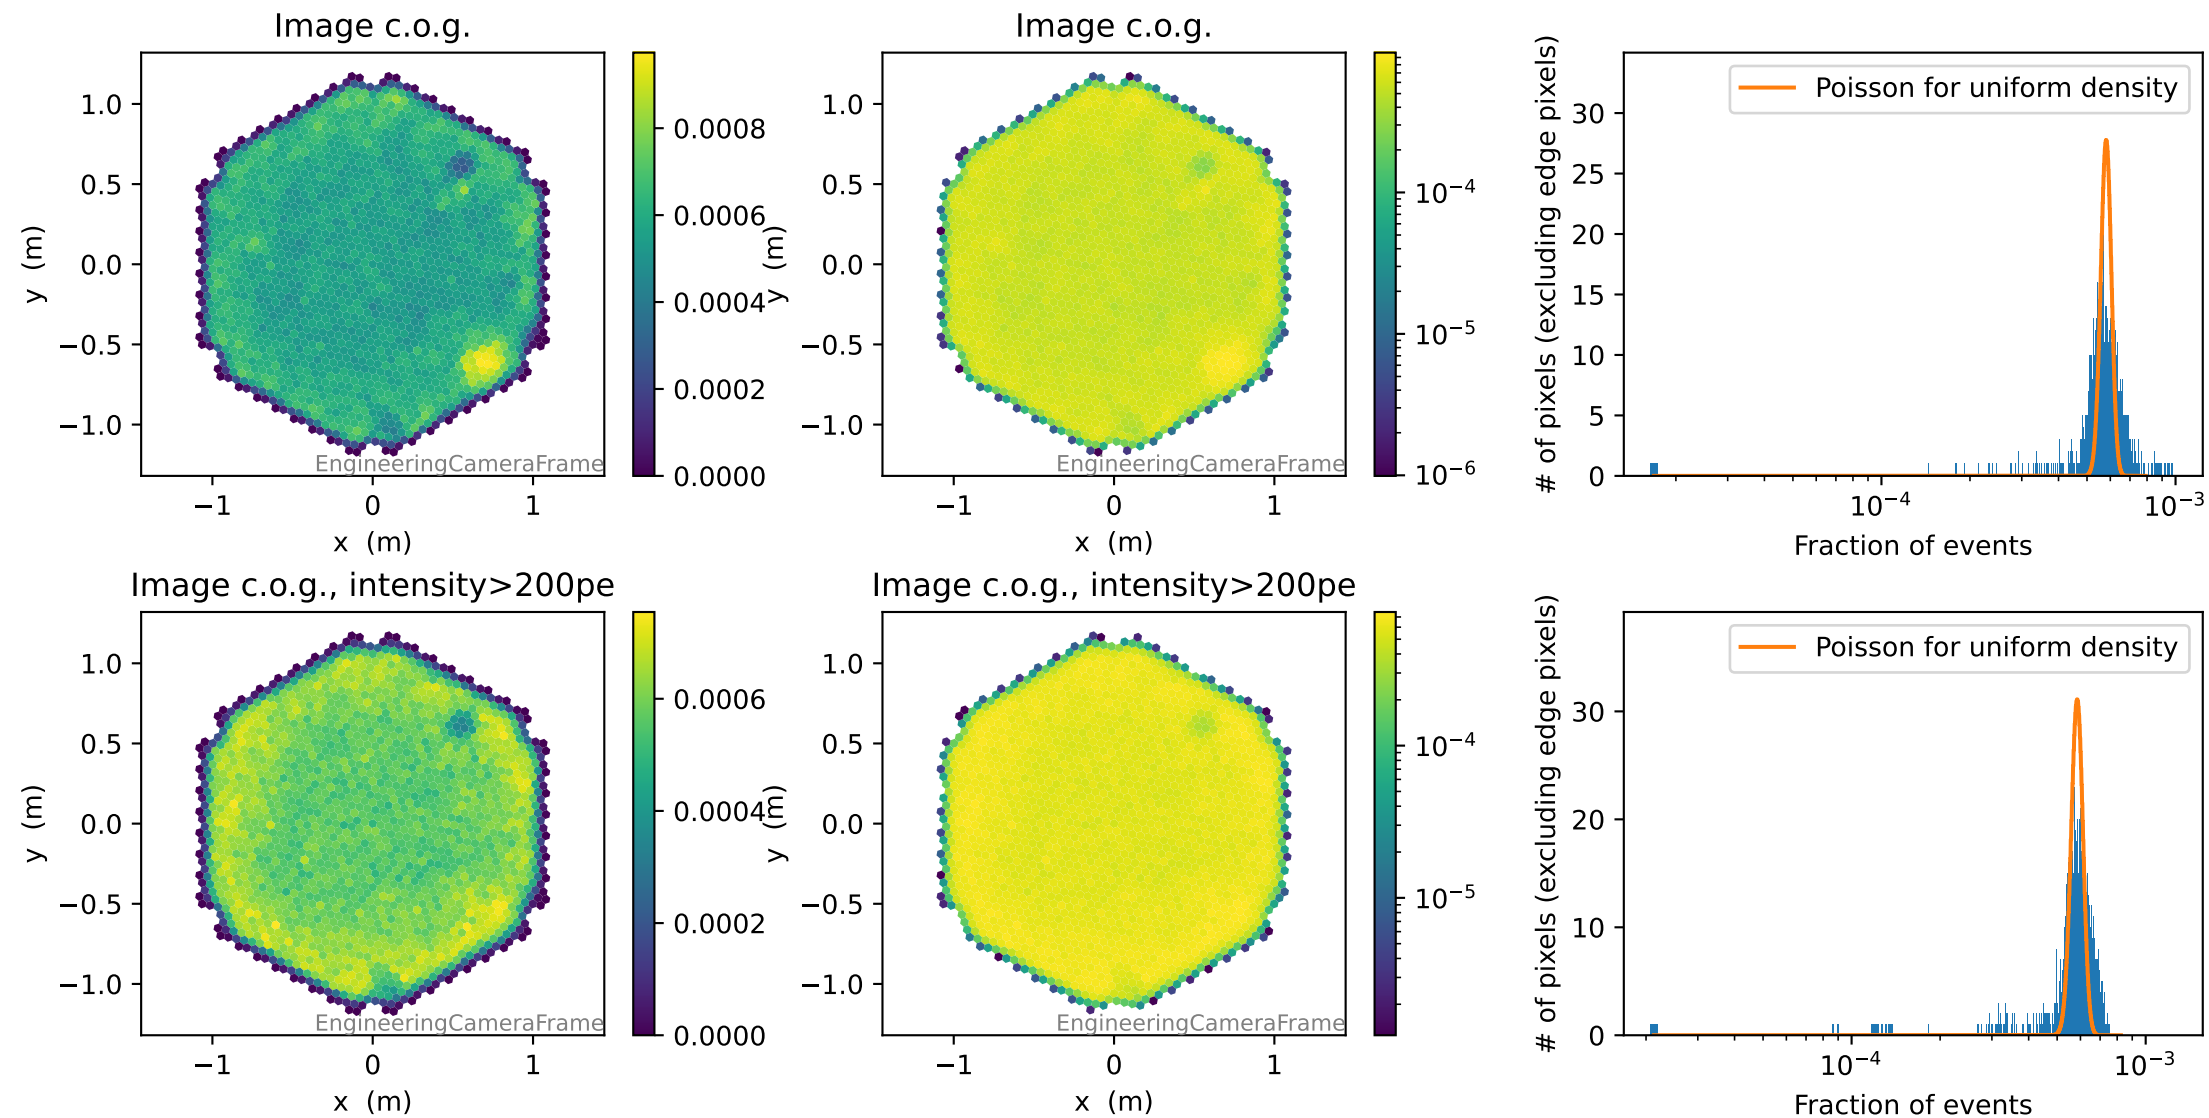 Image c.o.g.
1.0
0.5
0.0
−0.5
−1.0
y (m)
−1
0
1
x (m)
EngineeringCameraFrame
0.0008
0.0006
0.0004
0.0002
0.0000
Image c.o.g.
1.0
0.5
0.0
−0.5
−1.0
y (m)
−1
0
1
x (m)
EngineeringCameraFrame
10⁻⁴
10⁻⁵
10⁻⁶
Poisson for uniform density
30
25
20
15
10
5
0
# of pixels (excluding edge pixels)
10⁻⁴
10⁻³
Fraction of events
Image c.o.g., intensity>200pe
1.0
0.5
0.0
−0.5
−1.0
y (m)
−1
0
1
x (m)
EngineeringCameraFrame
0.0006
0.0004
0.0002
0.0000
Image c.o.g., intensity>200pe
1.0
0.5
0.0
−0.5
−1.0
y (m)
−1
0
1
x (m)
EngineeringCameraFrame
10⁻⁴
10⁻⁵
Poisson for uniform density
30
20
10
0
# of pixels (excluding edge pixels)
10⁻⁴
10⁻³
Fraction of events